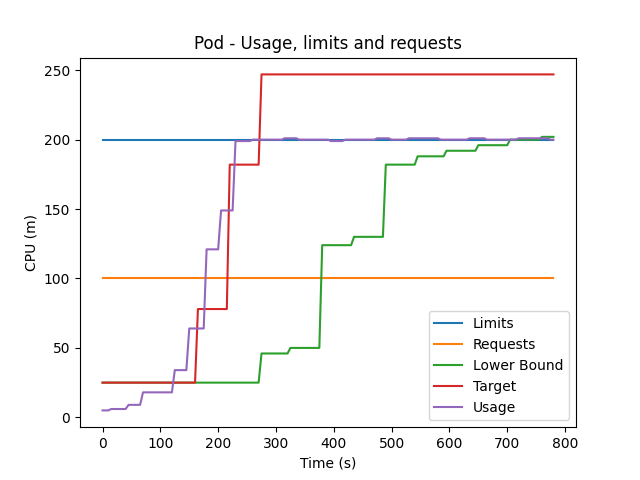 Pod - Usage, limits and requests
250
200
150
100
50
0
CPU (m)
Limits
Requests
Lower Bound
Target
Usage
0 100 200 300 400 500 600 700 800
Time (s)